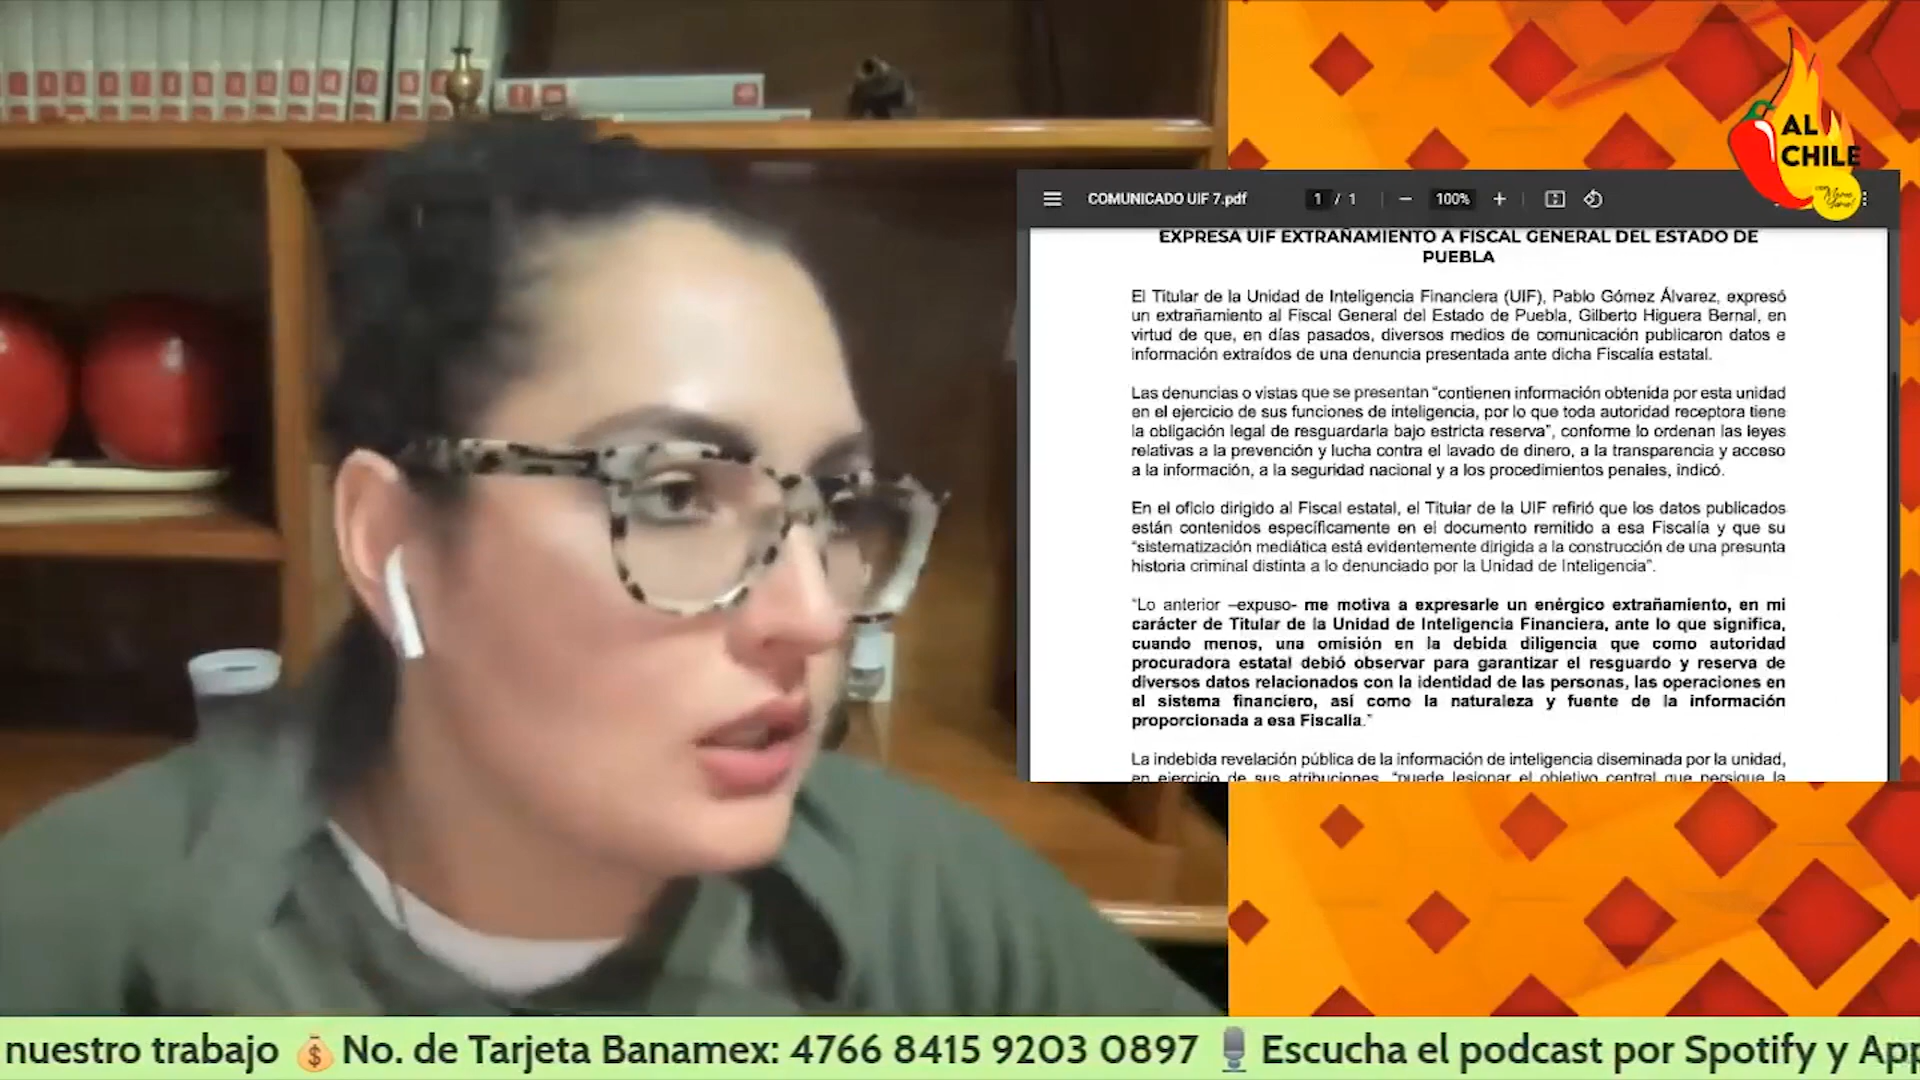 AL
CHILE
COMUNICADO UIF 7.pdf
1 / 1
100%
EXPRESA UIF EXTRAÑAMIENTO A FISCAL GENERAL DEL ESTADO DE
PUEBLA
El Titular de la Unidad de Inteligencia Financiera (UIF), Pablo Gómez Álvarez, expresó
un extrañamiento al Fiscal General del Estado de Puebla, Gilberto Higuera Bernal, en
virtud de que, en días pasados, diversos medios de comunicación publicaron datos e
información extraídos de una denuncia presentada ante dicha Fiscalía estatal.
Las denuncias o vistas que se presentan “contienen información obtenida por esta unidad
en el ejercicio de sus funciones de inteligencia, por lo que toda autoridad receptora tiene
la obligación legal de resguardarla bajo estricta reserva”, conforme lo ordenan las leyes
relativas a la prevención y lucha contra el lavado de dinero, a la transparencia y acceso
a la información, a la seguridad nacional y a los procedimientos penales, indicó.
En el oficio dirigido al Fiscal estatal, el Titular de la UIF refirió que los datos publicados
están contenidos específicamente en el documento remitido a esa Fiscalía y que su
“sistematización mediática está evidentemente dirigida a la construcción de una presunta
historia criminal distinta a lo denunciado por la Unidad de Inteligencia”.
“Lo anterior –expuso- me motiva a expresarle un enérgico extrañamiento, en mi
carácter de Titular de la Unidad de Inteligencia Financiera, ante lo que significa,
cuando menos, una omisión en la debida diligencia que como autoridad
procuradora estatal debió observar para garantizar el resguardo y reserva de
diversos datos relacionados con la identidad de las personas, las operaciones en
el sistema financiero, así como la naturaleza y fuente de la información
proporcionada a esa Fiscalía.”
La indebida revelación pública de la información de inteligencia diseminada por la unidad,
en ejercicio de sus atribuciones, “puede lesionar el objetivo central que persigue la
nuestro trabajo 💰 No. de Tarjeta Banamex: 4766 8415 9203 0897 🎙 Escucha el podcast por Spotify y App